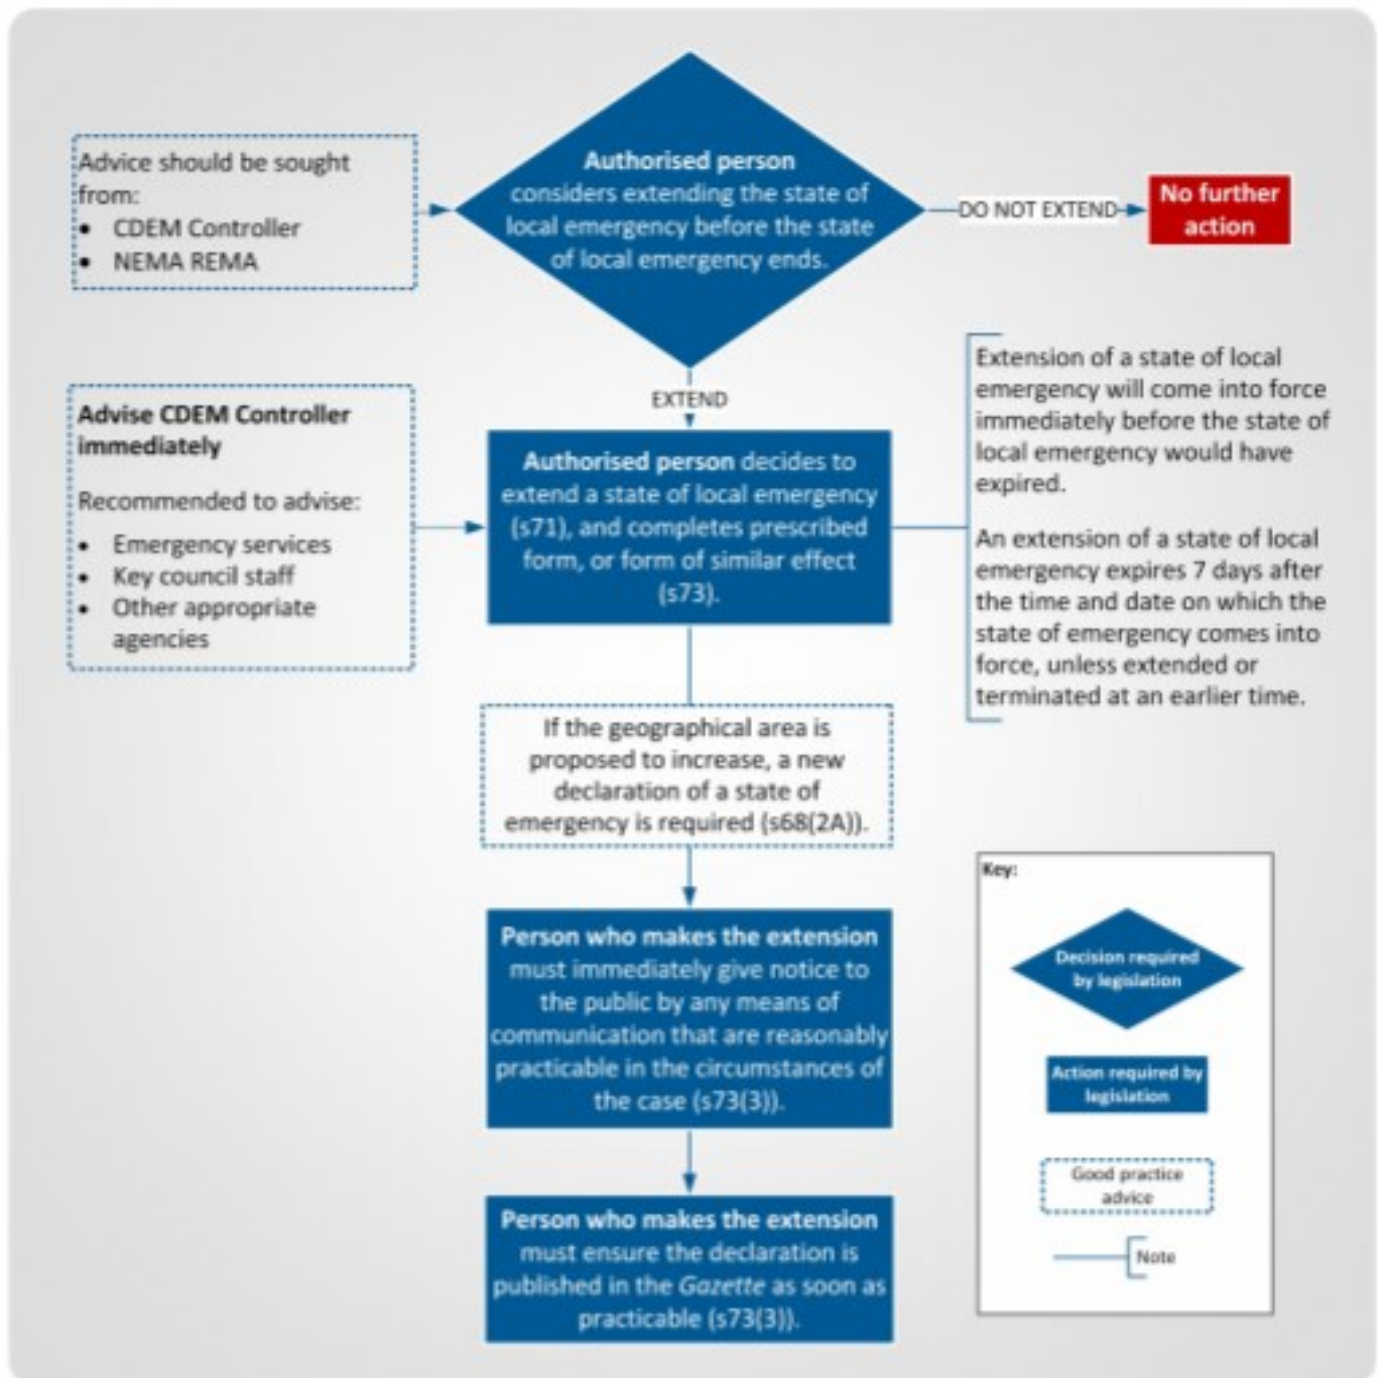 Authorised person
considers extending the state of
local emergency before the state
of local emergency ends.
Advice should be sought
from:
• CDEM Controller
• NEMA REMA
DO NOT EXTEND
No further
action
EXTEND
Advise CDEM Controller
immediately
Recommended to advise:
• Emergency services
• Key council staff
• Other appropriate
agencies
Authorised person decides to
extend a state of local emergency
(s71), and completes prescribed
form, or form of similar effect
(s73).
Extension of a state of local
emergency will come into force
immediately before the state of
local emergency would have
expired.
An extension of a state of local
emergency expires 7 days after
the time and date on which the
state of emergency comes into
force, unless extended or
terminated at an earlier time.
If the geographical area is
proposed to increase, a new
declaration of a state of
emergency is required (s68(2A)).
Person who makes the extension
must immediately give notice to
the public by any means of
communication that are reasonably
practicable in the circumstances of
the case (s73(3)).
Person who makes the extension
must ensure the declaration is
published in the Gazette as soon as
practicable (s73(3)).
Key:
Decision required
by legislation
Action required by
legislation
Good practice
advice
Note